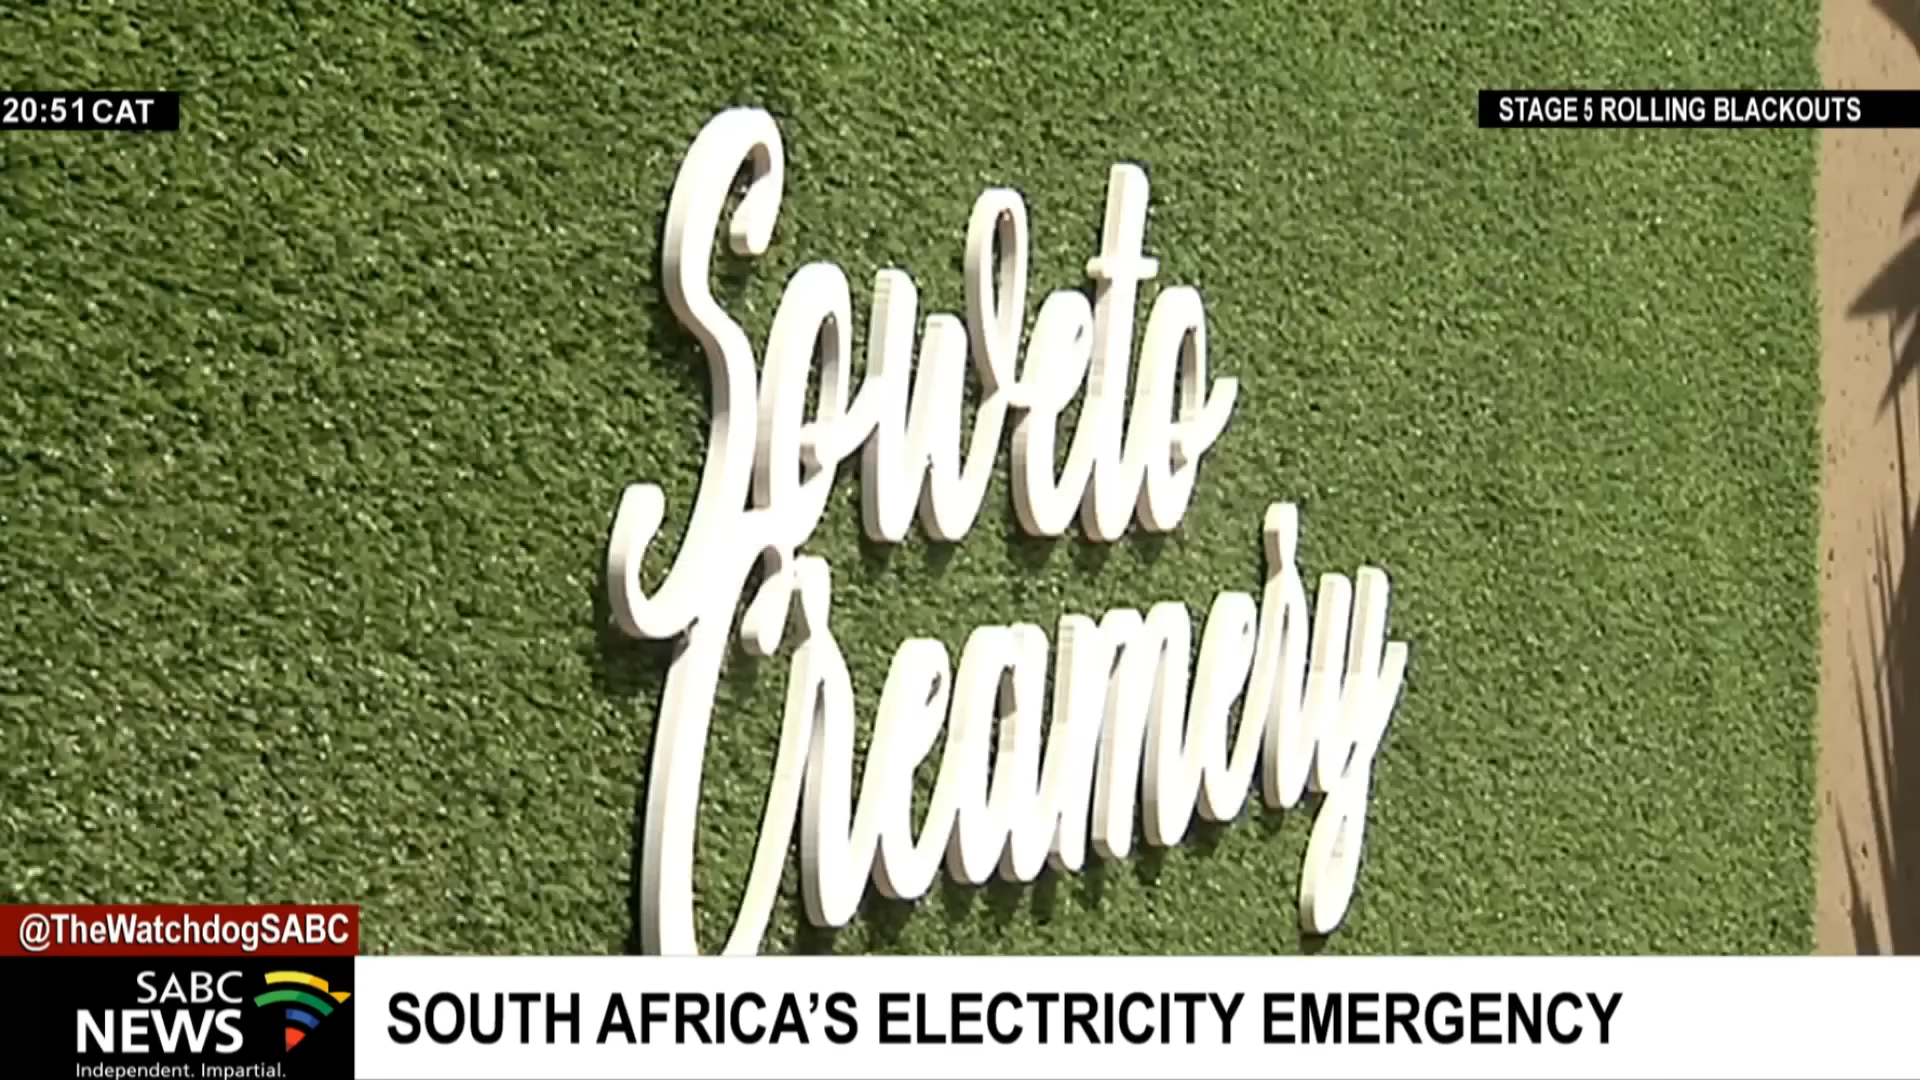 20:51 CAT
STAGE 5 ROLLING BLACKOUTS
Soweto
Creamery
@TheWatchdogSABC
SABC
NEWS
Independent. Impartial.
SOUTH AFRICA'S ELECTRICITY EMERGENCY